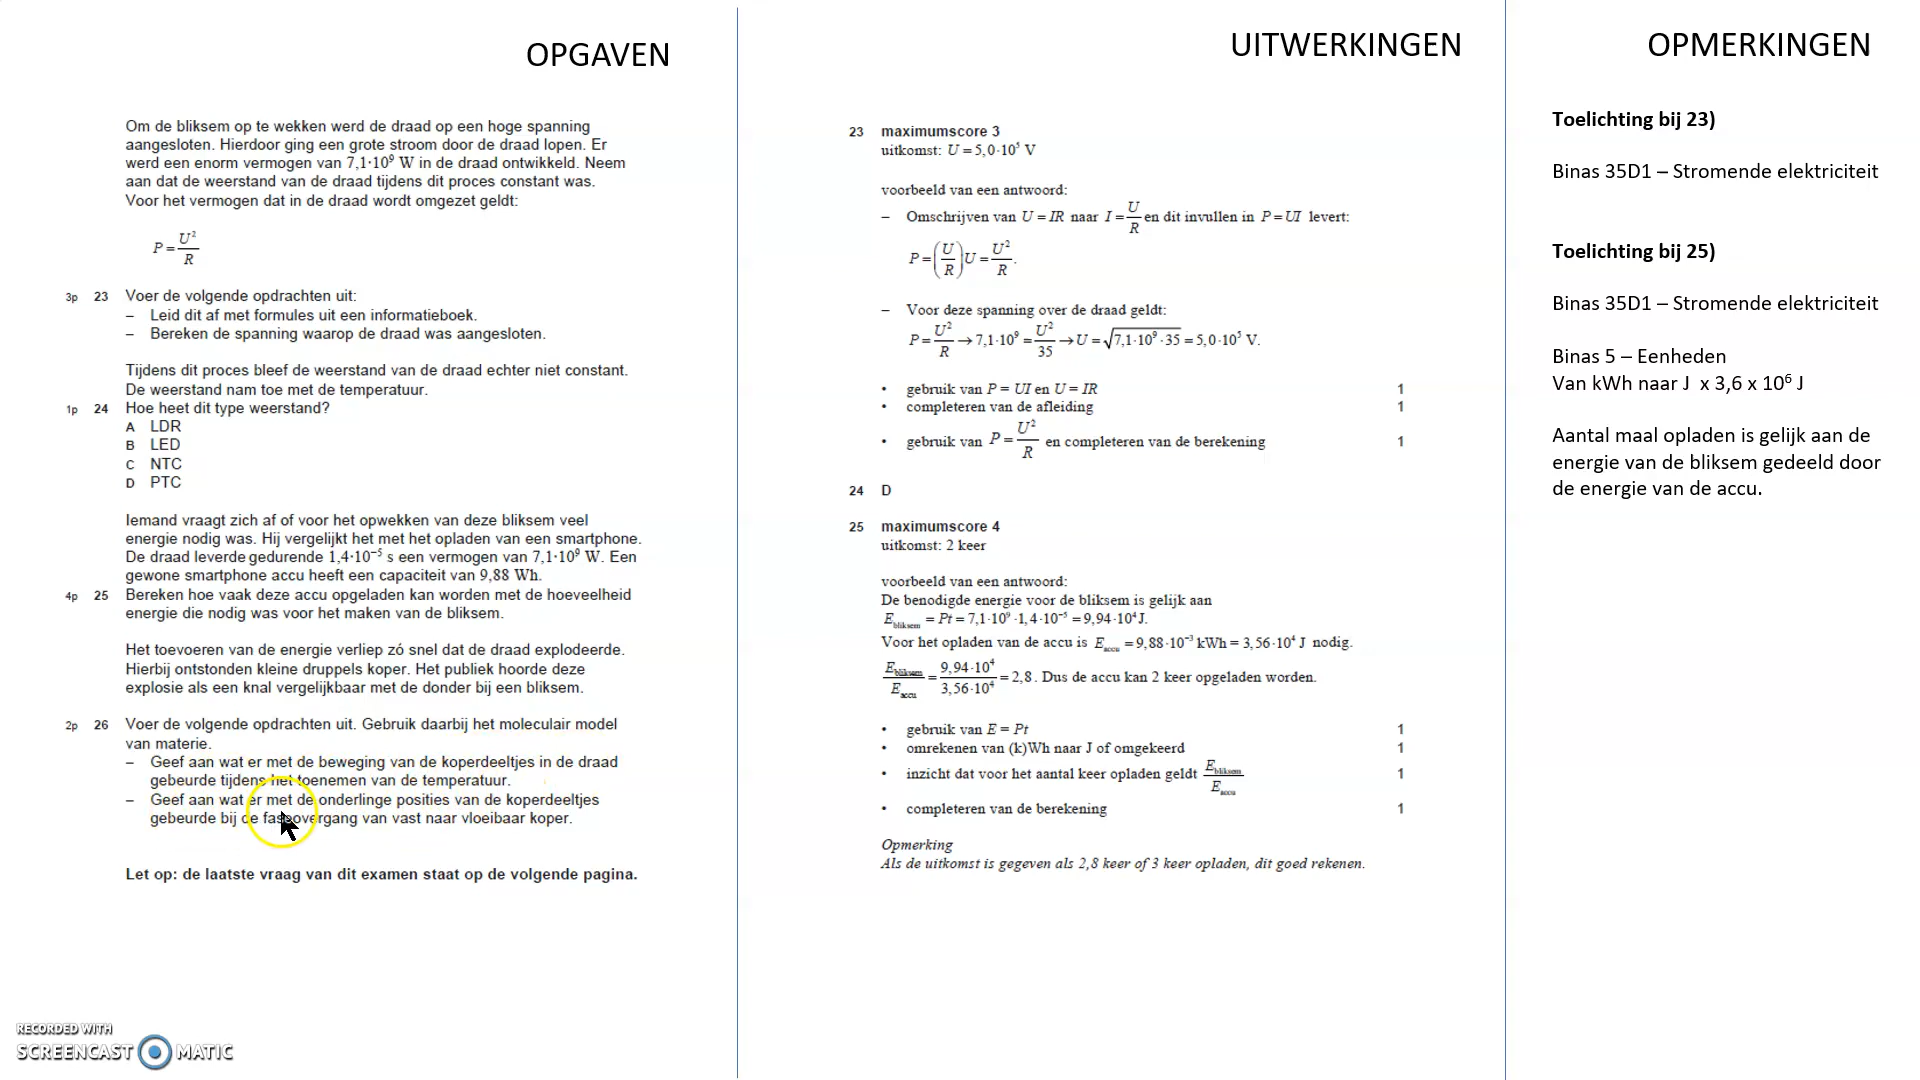 OPGAVEN
Om de bliksem op te wekken werd de draad op een hoge spanning
aangesloten. Hierdoor ging een grote stroom door de draad lopen. Er
werd een enorm vermogen van 7,1·10⁹ W in de draad ontwikkeld. Neem
aan dat de weerstand van de draad tijdens dit proces constant was.
Voor het vermogen dat in de draad wordt omgezet geldt:
P = U²/R
3p 23 Voer de volgende opdrachten uit:
– Leid dit af met formules uit een informatieboek.
– Bereken de spanning waarop de draad was aangesloten.
Tijdens dit proces bleef de weerstand van de draad echter niet constant.
De weerstand nam toe met de temperatuur.
1p 24 Hoe heet dit type weerstand?
A LDR
B LED
C NTC
D PTC
Iemand vraagt zich af of voor het opwekken van deze bliksem veel
energie nodig was. Hij vergelijkt het met het opladen van een smartphone.
De draad leverde gedurende 1,4·10⁻⁵ s een vermogen van 7,1·10⁹ W. Een
gewone smartphone accu heeft een capaciteit van 9,88 Wh.
4p 25 Bereken hoe vaak deze accu opgeladen kan worden met de hoeveelheid
energie die nodig was voor het maken van de bliksem.
Het toevoeren van de energie verliep zó snel dat de draad explodeerde.
Hierbij ontstonden kleine druppels koper. Het publiek hoorde deze
explosie als een knal vergelijkbaar met de donder bij een bliksem.
2p 26 Voer de volgende opdrachten uit. Gebruik daarbij het moleculair model
van materie.
– Geef aan wat er met de beweging van de koperdeeltjes in de draad
gebeurde tijdens het toenemen van de temperatuur.
– Geef aan wat er met de onderlinge posities van de koperdeeltjes
gebeurde bij de faseovergang van vast naar vloeibaar koper.
Let op: de laatste vraag van dit examen staat op de volgende pagina.
RECORDED WITH
SCREENCAST MATIC
UITWERKINGEN
23 maximumscore 3
uitkomst: U = 5,0·10⁵ V
voorbeeld van een antwoord:
– Omschrijven van U = IR naar I = U/R en dit invullen in P = UI levert:
P = (U/R)U = U²/R.
– Voor deze spanning over de draad geldt:
P = U²/R → 7,1·10⁹ = U²/35 → U = √(7,1·10⁹·35) = 5,0·10⁵ V.
• gebruik van P = UI en U = IR 1
• completeren van de afleiding 1
• gebruik van P = U²/R en completeren van de berekening 1
24 D
25 maximumscore 4
uitkomst: 2 keer
voorbeeld van een antwoord:
De benodigde energie voor de bliksem is gelijk aan
E bliksem = Pt = 7,1·10⁹·1,4·10⁻⁵ = 9,94·10⁴ J.
Voor het opladen van de accu is E accu = 9,88·10⁻³ kWh = 3,56·10⁴ J nodig.
E bliksem / E accu = 9,94·10⁴ / 3,56·10⁴ = 2,8. Dus de accu kan 2 keer opgeladen worden.
• gebruik van E = Pt 1
• omrekenen van (k)Wh naar J of omgekeerd 1
• inzicht dat voor het aantal keer opladen geldt E bliksem / E accu 1
• completeren van de berekening 1
Opmerking
Als de uitkomst is gegeven als 2,8 keer of 3 keer opladen, dit goed rekenen.
OPMERKINGEN
Toelichting bij 23)
Binas 35D1 – Stromende elektriciteit
Toelichting bij 25)
Binas 35D1 – Stromende elektriciteit
Binas 5 – Eenheden
Van kWh naar J x 3,6 x 10⁶ J
Aantal maal opladen is gelijk aan de
energie van de bliksem gedeeld door
de energie van de accu.